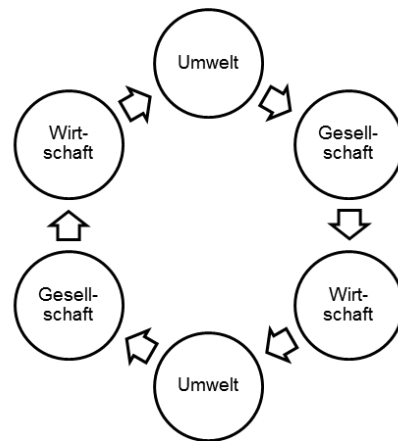 Umwelt
Gesell-
schaft
Wirt-
schaft
Umwelt
Gesell-
schaft
Wirt-
schaft